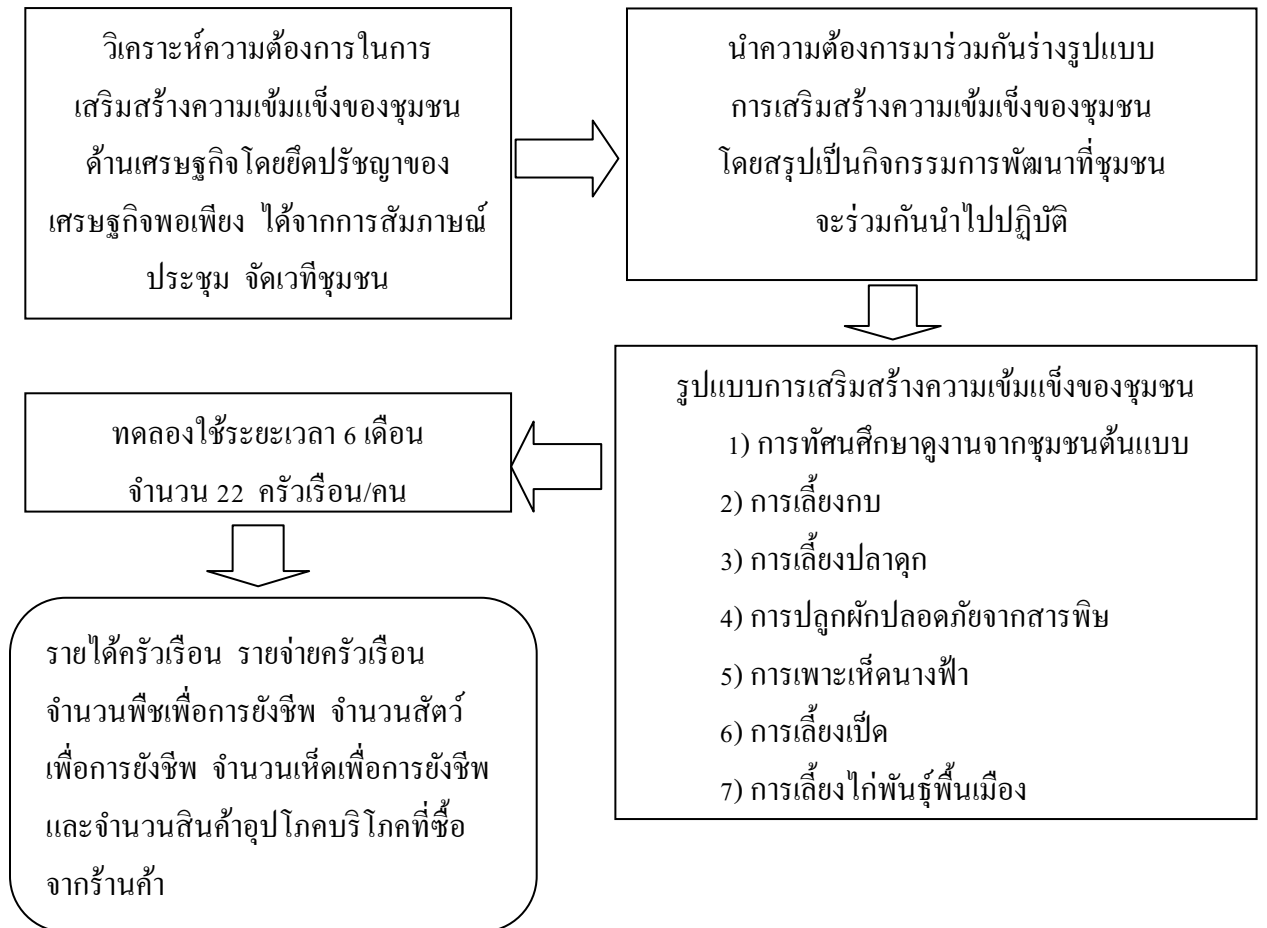 วิเคราะห์ความต้องการในการ
เสริมสร้างความเข้มแข็งของชุมชน
ด้านเศรษฐกิจโดยยึดปรัชญาของ
เศรษฐกิจพอเพียง ได้จากการสัมภาษณ์
ประชุม จัดเวทีชุมชน
นำความต้องการมาร่วมกันร่างรูปแบบ
การเสริมสร้างความเข้มเข็งของชุมชน
โดยสรุปเป็นกิจกรรมการพัฒนาที่ชุมชน
จะร่วมกันนำไปปฏิบัติ
รูปแบบการเสริมสร้างความเข้มแข็งของชุมชน
1) การทัศนศึกษาดูงานจากชุมชนต้นแบบ
2) การเลี้ยงกบ
3) การเลี้ยงปลาดุก
4) การปลูกผักปลอดภัยจากสารพิษ
5) การเพาะเห็ดนางฟ้า
6) การเลี้ยงเป็ด
7) การเลี้ยงไก่พันธุ์พื้นเมือง
ทดลองใช้ระยะเวลา 6 เดือน
จำนวน 22 ครัวเรือน/คน
รายได้ครัวเรือน รายจ่ายครัวเรือน
จำนวนพืชเพื่อการยังชีพ จำนวนสัตว์
เพื่อการยังชีพ จำนวนเห็ดเพื่อการยังชีพ
และจำนวนสินค้าอุปโภคบริโภคที่ซื้อ
จากร้านค้า